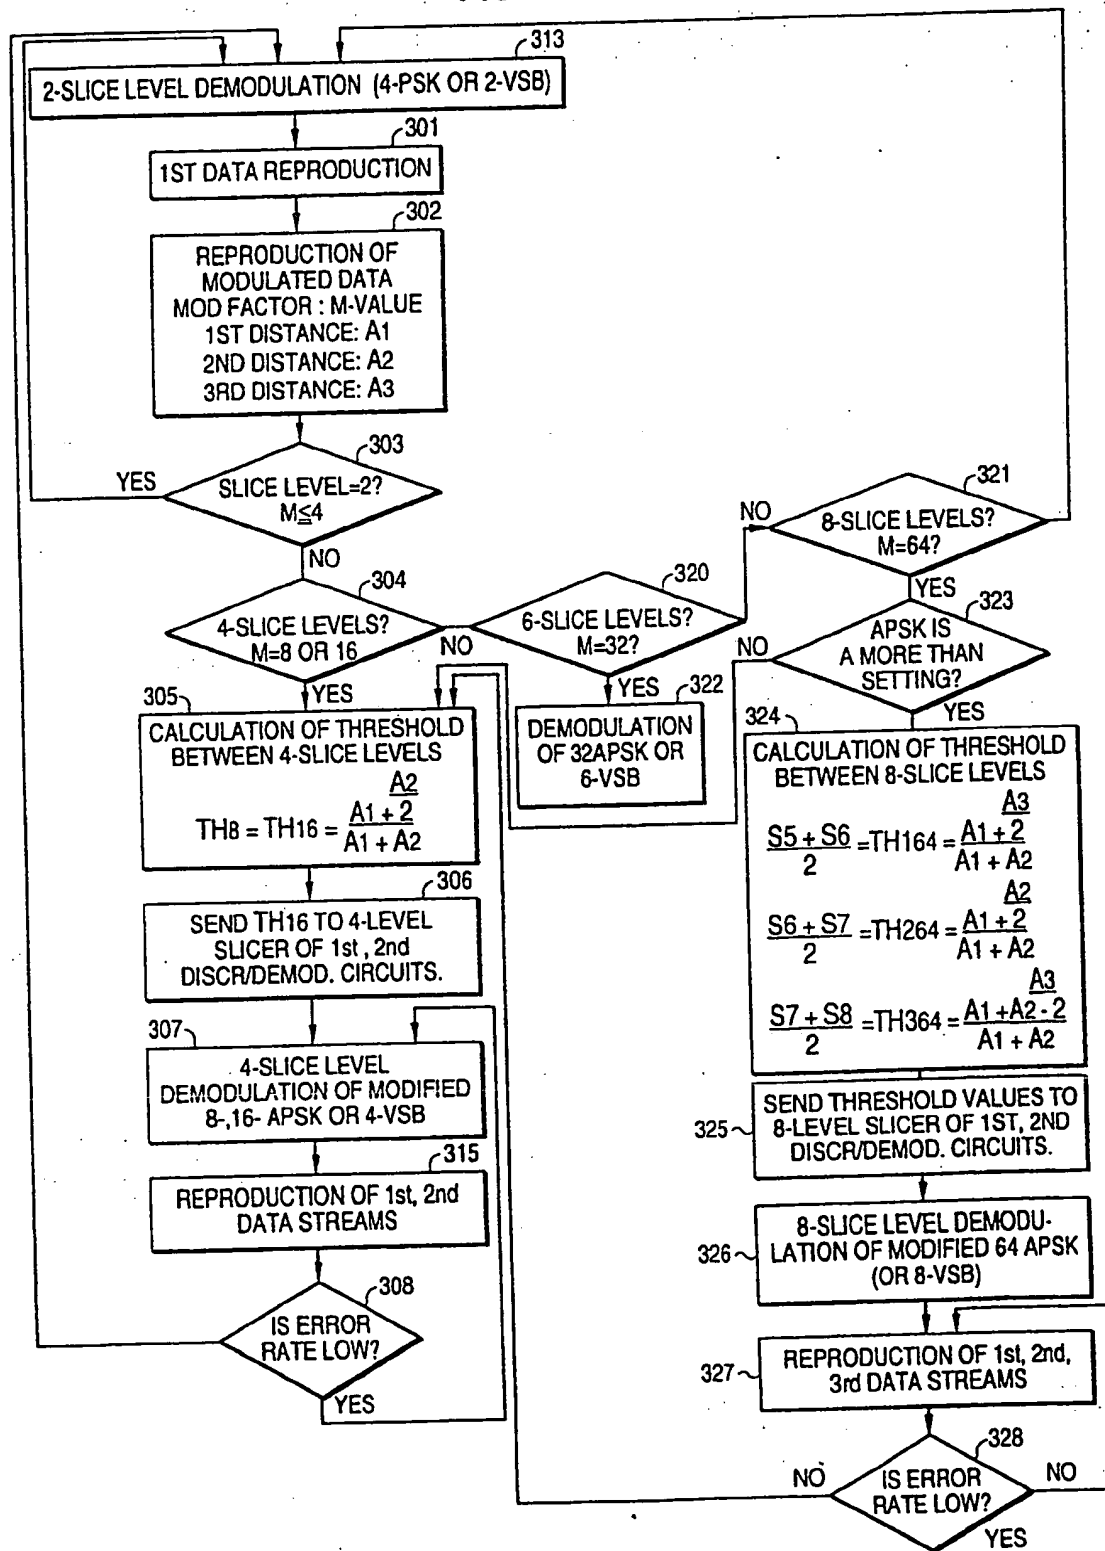 313
2-SLICE LEVEL DEMODULATION (4-PSK OR 2-VSB)
301
1ST DATA REPRODUCTION
302
REPRODUCTION OF
MODULATED DATA
MOD FACTOR : M-VALUE
1ST DISTANCE: A1
2ND DISTANCE: A2
3RD DISTANCE: A3
303
YES
SLICE LEVEL=2?
M≤4
NO
304
4-SLICE LEVELS?
M=8 OR 16
NO
YES
320
6-SLICE LEVELS?
M=32?
NO
YES
322
DEMODULATION
OF 32APSK OR
6-VSB
321
8-SLICE LEVELS?
M=64?
YES
323
NO
APSK IS
A MORE THAN
SETTING?
YES
305
CALCULATION OF THRESHOLD
BETWEEN 4-SLICE LEVELS
A2
TH8 = TH16 = A1 + 2
A1 + A2
306
SEND TH16 TO 4-LEVEL
SLICER OF 1st , 2nd
DISCR/DEMOD. CIRCUITS.
307
4-SLICE LEVEL
DEMODULATION OF MODIFIED
8-,16- APSK OR 4-VSB
315
REPRODUCTION OF 1st, 2nd
DATA STREAMS
308
IS ERROR
RATE LOW?
YES
324
CALCULATION OF THRESHOLD
BETWEEN 8-SLICE LEVELS
A3
S5 + S6 =TH164= A1 + 2
2 A1 + A2
A2
S6 + S7 =TH264= A1 + 2
2 A1 + A2
A3
S7 + S8 =TH364= A1 +A2 - 2
2 A1 + A2
325
SEND THRESHOLD VALUES TO
8-LEVEL SLICER OF 1ST, 2ND
DISCR/DEMOD. CIRCUITS.
326
8-SLICE LEVEL DEMODU-
LATION OF MODIFIED 64 APSK
(OR 8-VSB)
327
REPRODUCTION OF 1st, 2nd,
3rd DATA STREAMS
328
NO
IS ERROR
RATE LOW?
NO
YES